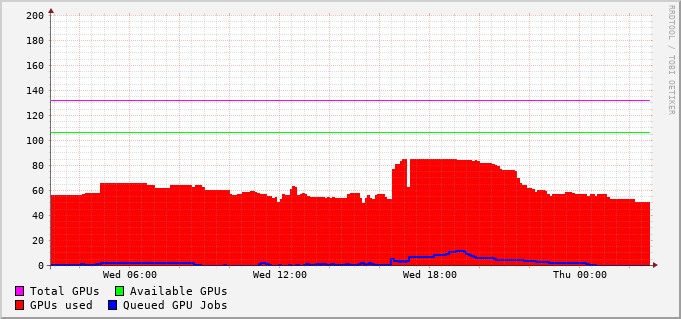 200
180
160
140
120
100
80
60
40
20
0
Wed 06:00 Wed 12:00 Wed 18:00 Thu 00:00
Total GPUs Available GPUs
GPUs used Queued GPU Jobs
RRDTOOL / TOBI OETIKER